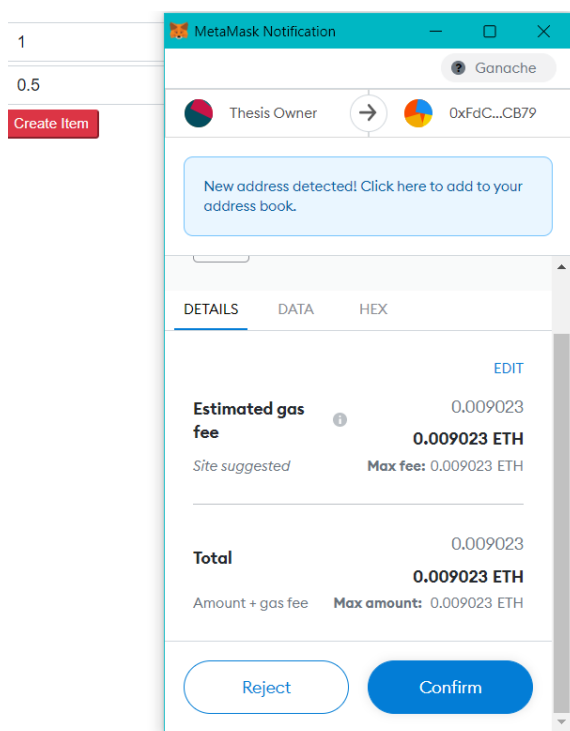 1
0.5
Create Item
MetaMask Notification
Ganache
Thesis Owner
0xFdC...CB79
New address detected! Click here to add to your
address book.
DETAILS DATA HEX
EDIT
Estimated gas
fee
0.009023
0.009023 ETH
Site suggested
Max fee: 0.009023 ETH
Total
0.009023
0.009023 ETH
Amount + gas fee
Max amount: 0.009023 ETH
Reject
Confirm